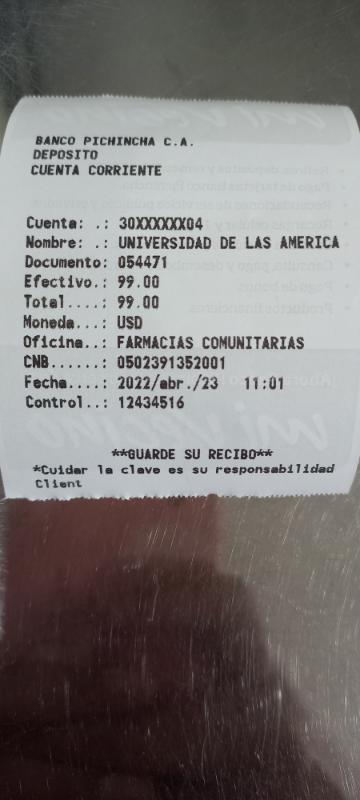 BANCO PICHINCHA C.A.
DEPOSITO
CUENTA CORRIENTE
Cuenta: .: 30XXXXXX04
Nombre: .: UNIVERSIDAD DE LAS AMERICA
Documento: 054471
Efectivo.: 99.00
Total....: 99.00
Moneda...: USD
Oficina..: FARMACIAS COMUNITARIAS
CNB......: 0502391352001
Fecha....: 2022/abr./23 11:01
Control..: 12434516
**GUARDE SU RECIBO**
*Cuidar la clave es su responsabilidad
Client